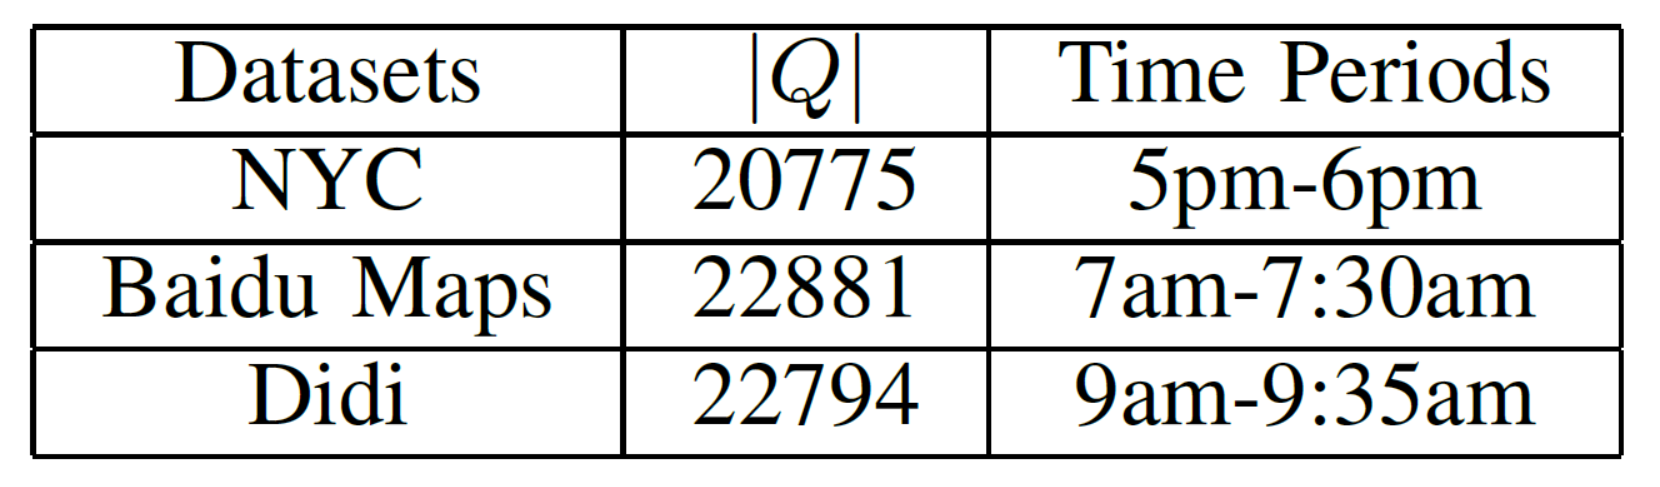 Datasets |Q| Time Periods
NYC 20775 5pm-6pm
Baidu Maps 22881 7am-7:30am
Didi 22794 9am-9:35am